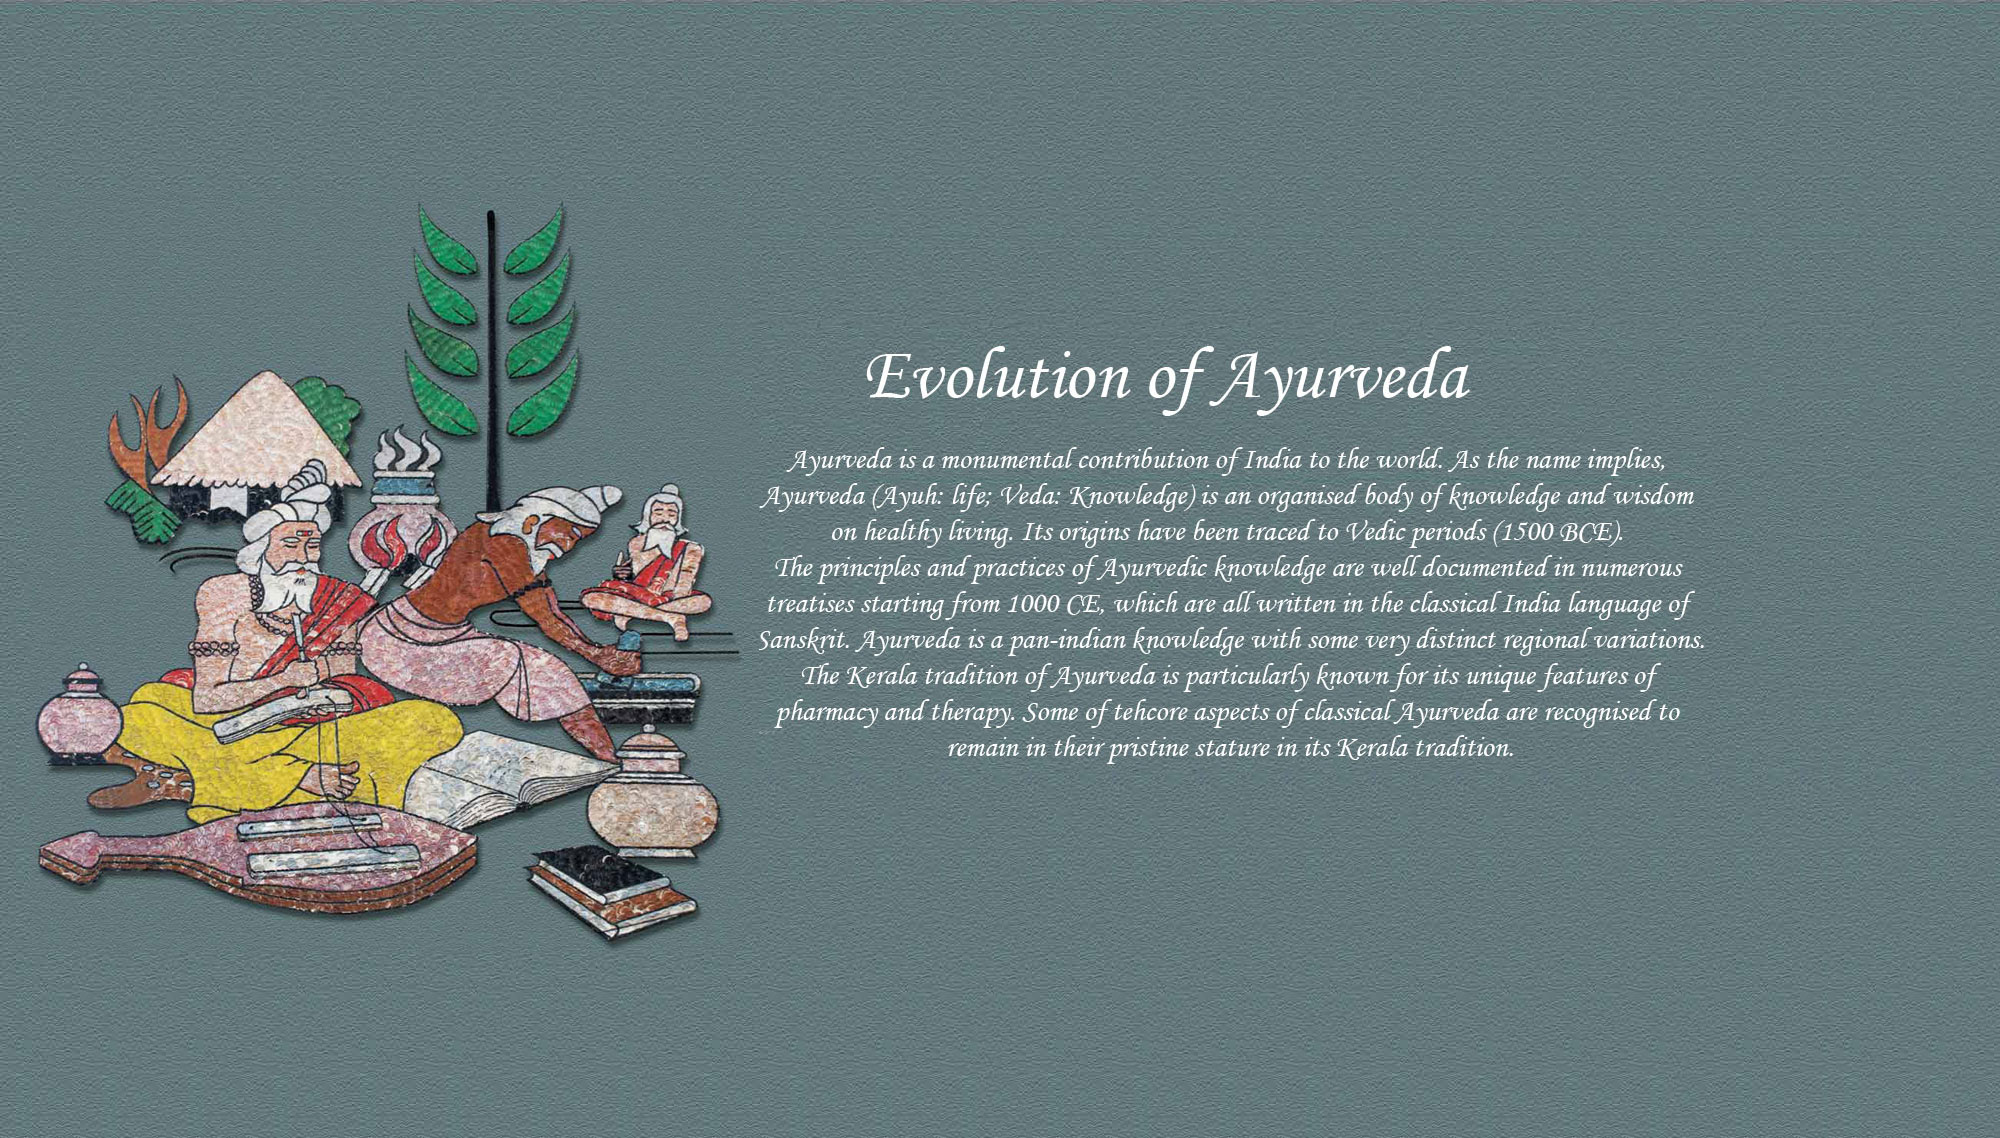 Evolution of Ayurveda
Ayurveda is a monumental contribution of India to the world. As the name implies,
Ayurveda (Ayuh: life; Veda: Knowledge) is an organised body of knowledge and wisdom
on healthy living. Its origins have been traced to Vedic periods (1500 BCE).
The principles and practices of Ayurvedic knowledge are well documented in numerous
treatises starting from 1000 CE, which are all written in the classical India language of
Sanskrit. Ayurveda is a pan-indian knowledge with some very distinct regional variations.
The Kerala tradition of Ayurveda is particularly known for its unique features of
pharmacy and therapy. Some of tehcore aspects of classical Ayurveda are recognised to
remain in their pristine stature in its Kerala tradition.